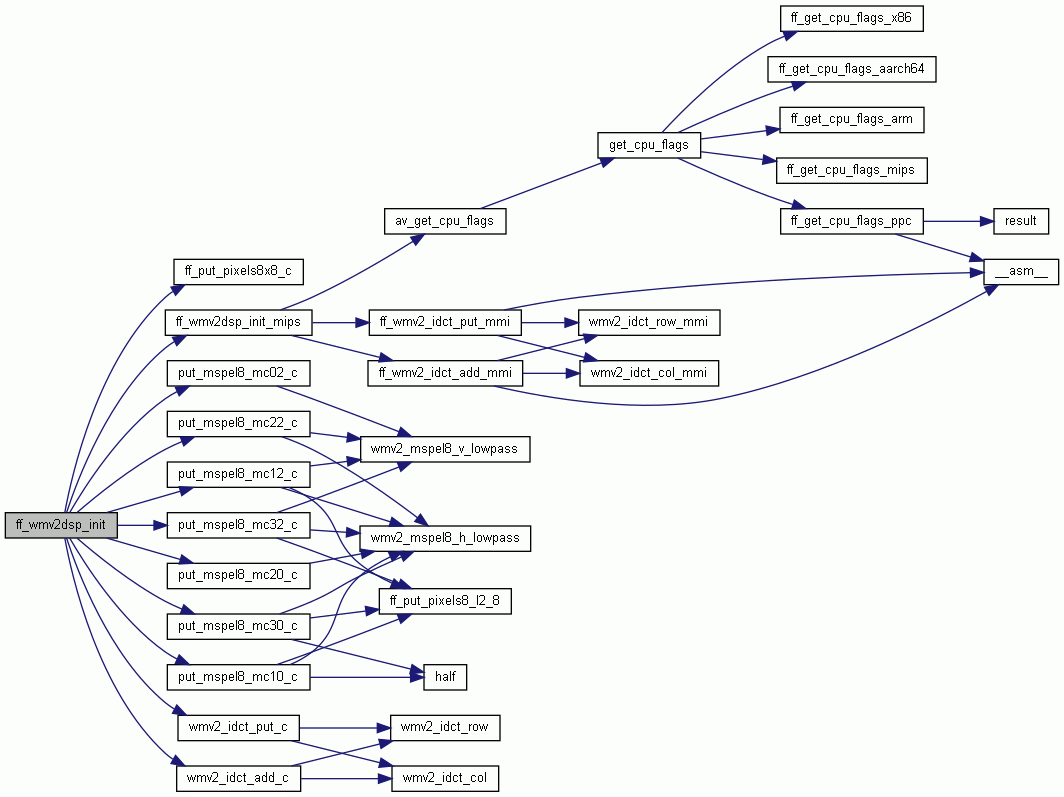 ff_get_cpu_flags_x86
ff_get_cpu_flags_aarch64
ff_get_cpu_flags_arm
get_cpu_flags
ff_get_cpu_flags_mips
av_get_cpu_flags
ff_get_cpu_flags_ppc
result
ff_put_pixels8x8_c
__asm__
ff_wmv2dsp_init_mips
ff_wmv2_idct_put_mmi
wmv2_idct_row_mmi
put_mspel8_mc02_c
ff_wmv2_idct_add_mmi
wmv2_idct_col_mmi
put_mspel8_mc22_c
wmv2_mspel8_v_lowpass
put_mspel8_mc12_c
ff_wmv2dsp_init
put_mspel8_mc32_c
wmv2_mspel8_h_lowpass
put_mspel8_mc20_c
ff_put_pixels8_l2_8
put_mspel8_mc30_c
put_mspel8_mc10_c
half
wmv2_idct_put_c
wmv2_idct_row
wmv2_idct_add_c
wmv2_idct_col